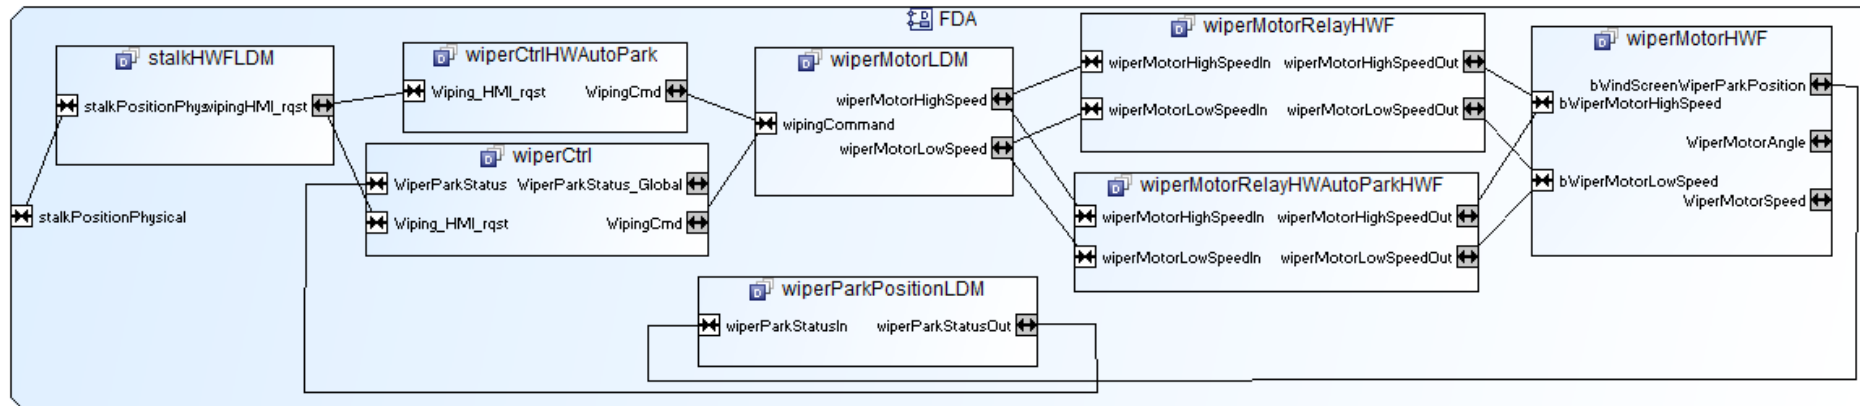 FDA
stalkHWFLDM
stalkPositionPhys wipingHMI_rqst
stalkPositionPhysical
wiperCtrlHWAutoPark
Wiping_HMI_rqst WipingCmd
wiperCtrl
WiperParkStatus WiperParkStatus_Global
Wiping_HMI_rqst WipingCmd
wiperMotorLDM
wiperMotorHighSpeed
wipingCommand
wiperMotorLowSpeed
wiperMotorRelayHWF
wiperMotorHighSpeedIn wiperMotorHighSpeedOut
wiperMotorLowSpeedIn wiperMotorLowSpeedOut
wiperMotorRelayHWAutoParkHWF
wiperMotorHighSpeedIn wiperMotorHighSpeedOut
wiperMotorLowSpeedIn wiperMotorLowSpeedOut
wiperMotorHWF
bWindScreenWiperParkPosition
bWiperMotorHighSpeed
WiperMotorAngle
bWiperMotorLowSpeed
WiperMotorSpeed
wiperParkPositionLDM
wiperParkStatusIn wiperParkStatusOut